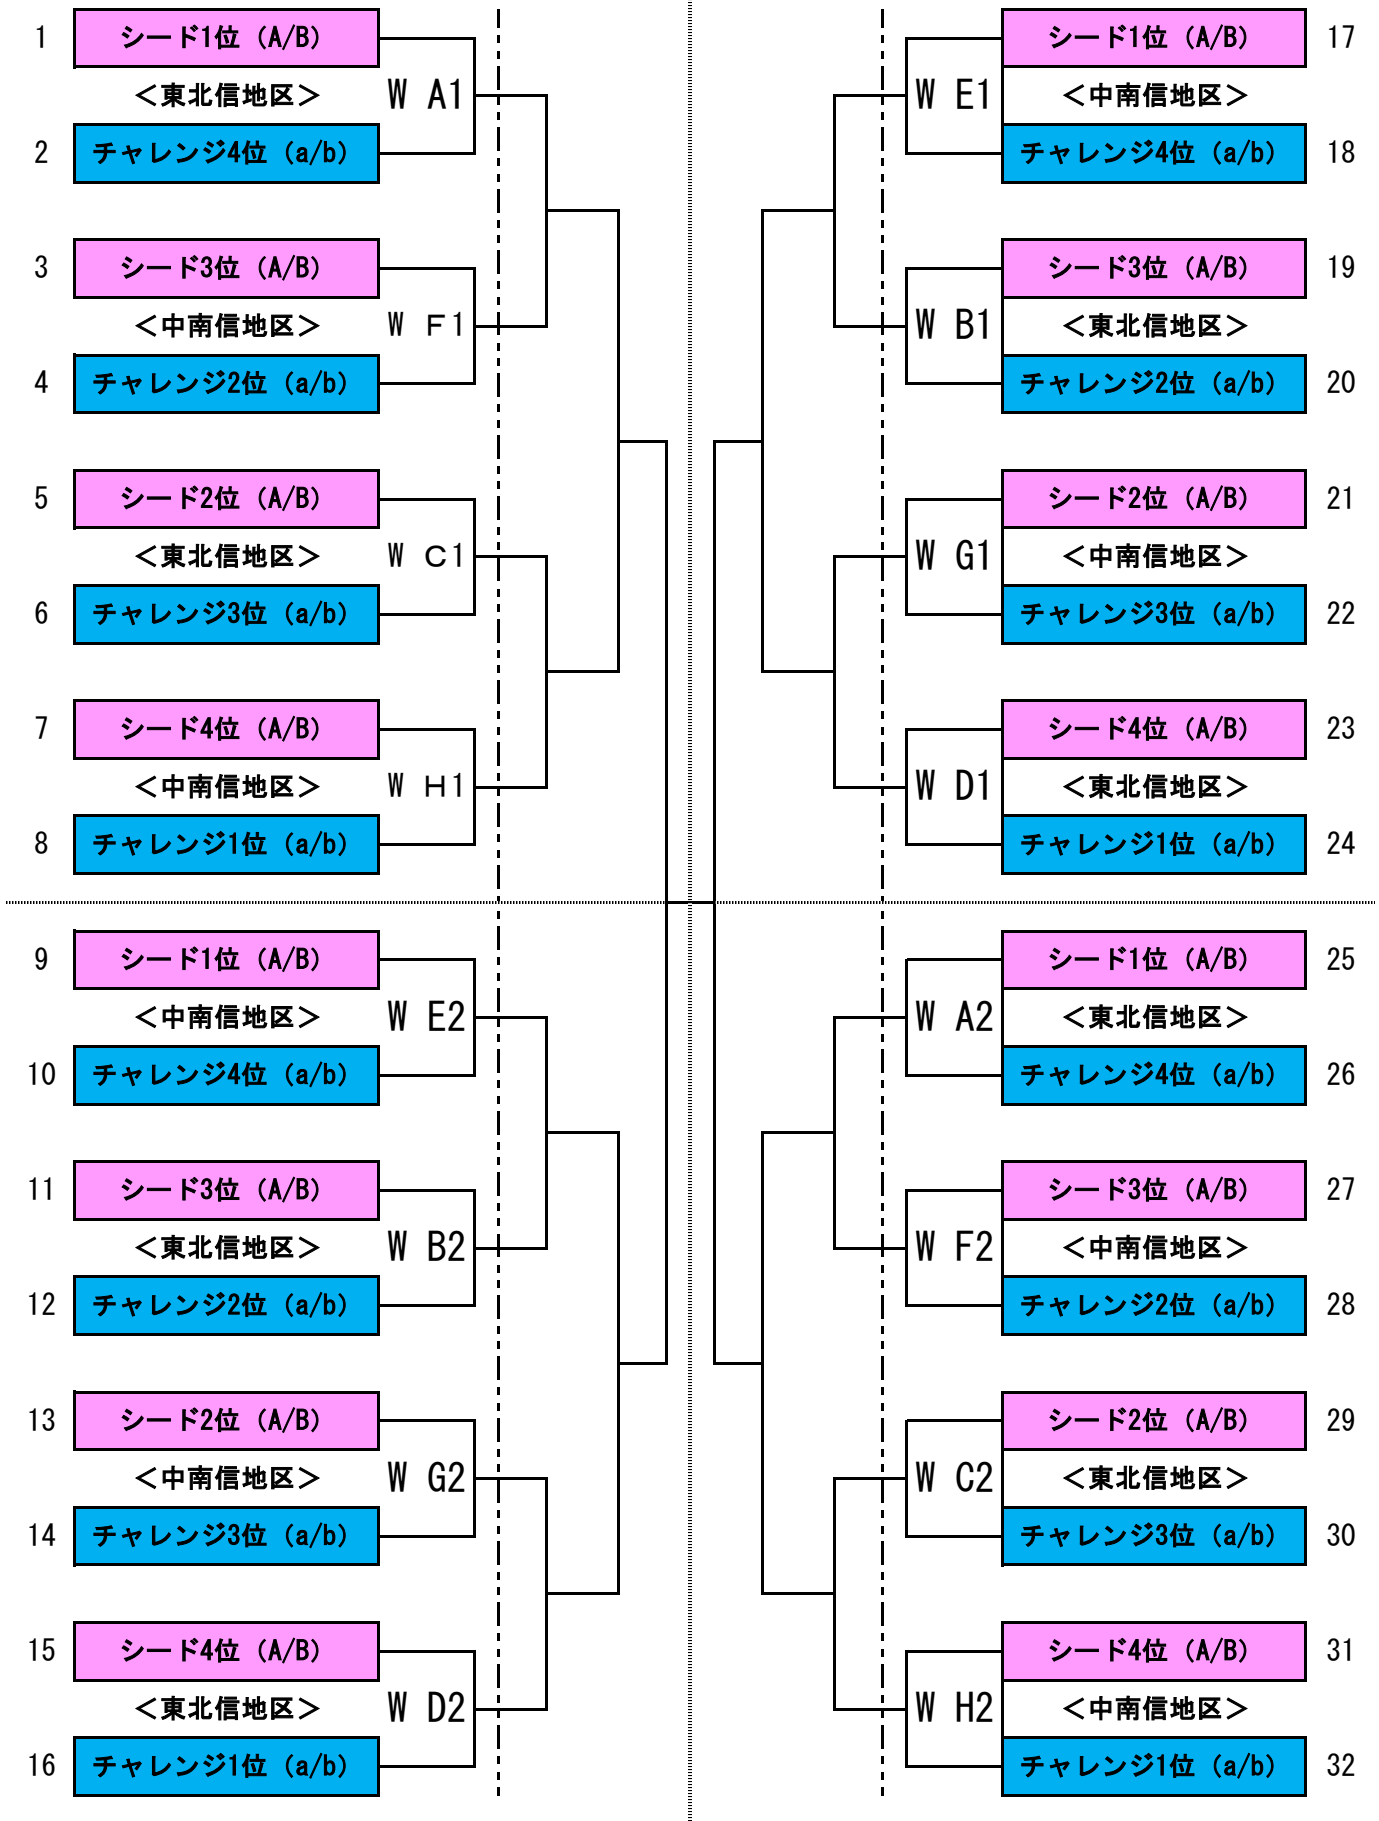 1 シード1位（A/B）
＜東北信地区＞ W A1
2 チャレンジ4位（a/b）
3 シード3位（A/B）
＜中南信地区＞ W Ｆ1
4 チャレンジ2位（a/b）
5 シード2位（A/B）
＜東北信地区＞ W Ｃ1
6 チャレンジ3位（a/b）
7 シード4位（A/B）
＜中南信地区＞ W Ｈ1
8 チャレンジ1位（a/b）
9 シード1位（A/B）
＜中南信地区＞ W E2
10 チャレンジ4位（a/b）
11 シード3位（A/B）
＜東北信地区＞ W B2
12 チャレンジ2位（a/b）
13 シード2位（A/B）
＜中南信地区＞ W G2
14 チャレンジ3位（a/b）
15 シード4位（A/B）
＜東北信地区＞ W D2
16 チャレンジ1位（a/b）
シード1位（A/B） 17
W E1 ＜中南信地区＞
チャレンジ4位（a/b） 18
シード3位（A/B） 19
W B1 ＜東北信地区＞
チャレンジ2位（a/b） 20
シード2位（A/B） 21
W G1 ＜中南信地区＞
チャレンジ3位（a/b） 22
シード4位（A/B） 23
W D1 ＜東北信地区＞
チャレンジ1位（a/b） 24
シード1位（A/B） 25
W A2 ＜東北信地区＞
チャレンジ4位（a/b） 26
シード3位（A/B） 27
W F2 ＜中南信地区＞
チャレンジ2位（a/b） 28
シード2位（A/B） 29
W C2 ＜東北信地区＞
チャレンジ3位（a/b） 30
シード4位（A/B） 31
W H2 ＜中南信地区＞
チャレンジ1位（a/b） 32